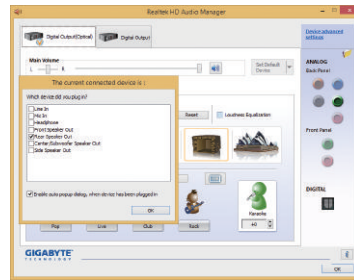 Realtek HD Audio Manager
Digital Output(Optical)
Digital Output
Device advanced settings
Main Volume
L
R
Set Default
Device
ANALOG
Back Panel
The current connected device is :
Which device did you plug in?
Line In
Mic In
Headphone
Front Speaker Out
Rear Speaker Out
Center/Subwoofer Speaker Out
Side Speaker Out
Enable auto popup dialog, when device has been plugged in
OK
Reset
Loudness Equalization
Front Panel
DIGITAL
Karaoke
+0
Pop
Live
Club
Rock
GIGABYTE
TECHNOLOGY
OK